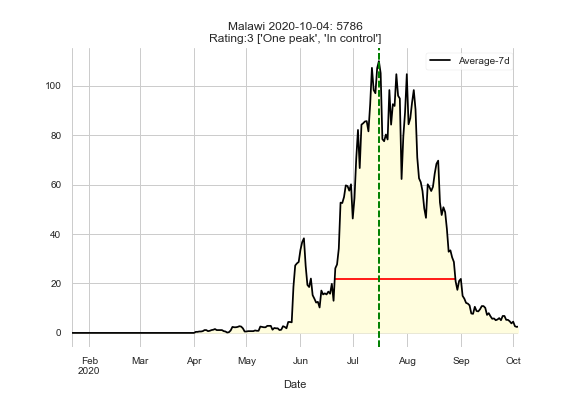 Malawi 2020-10-04: 5786
Rating:3 ['One peak', 'In control']
Average-7d
100
80
60
40
20
0
Feb Mar Apr May Jun Jul Aug Sep Oct
2020
Date